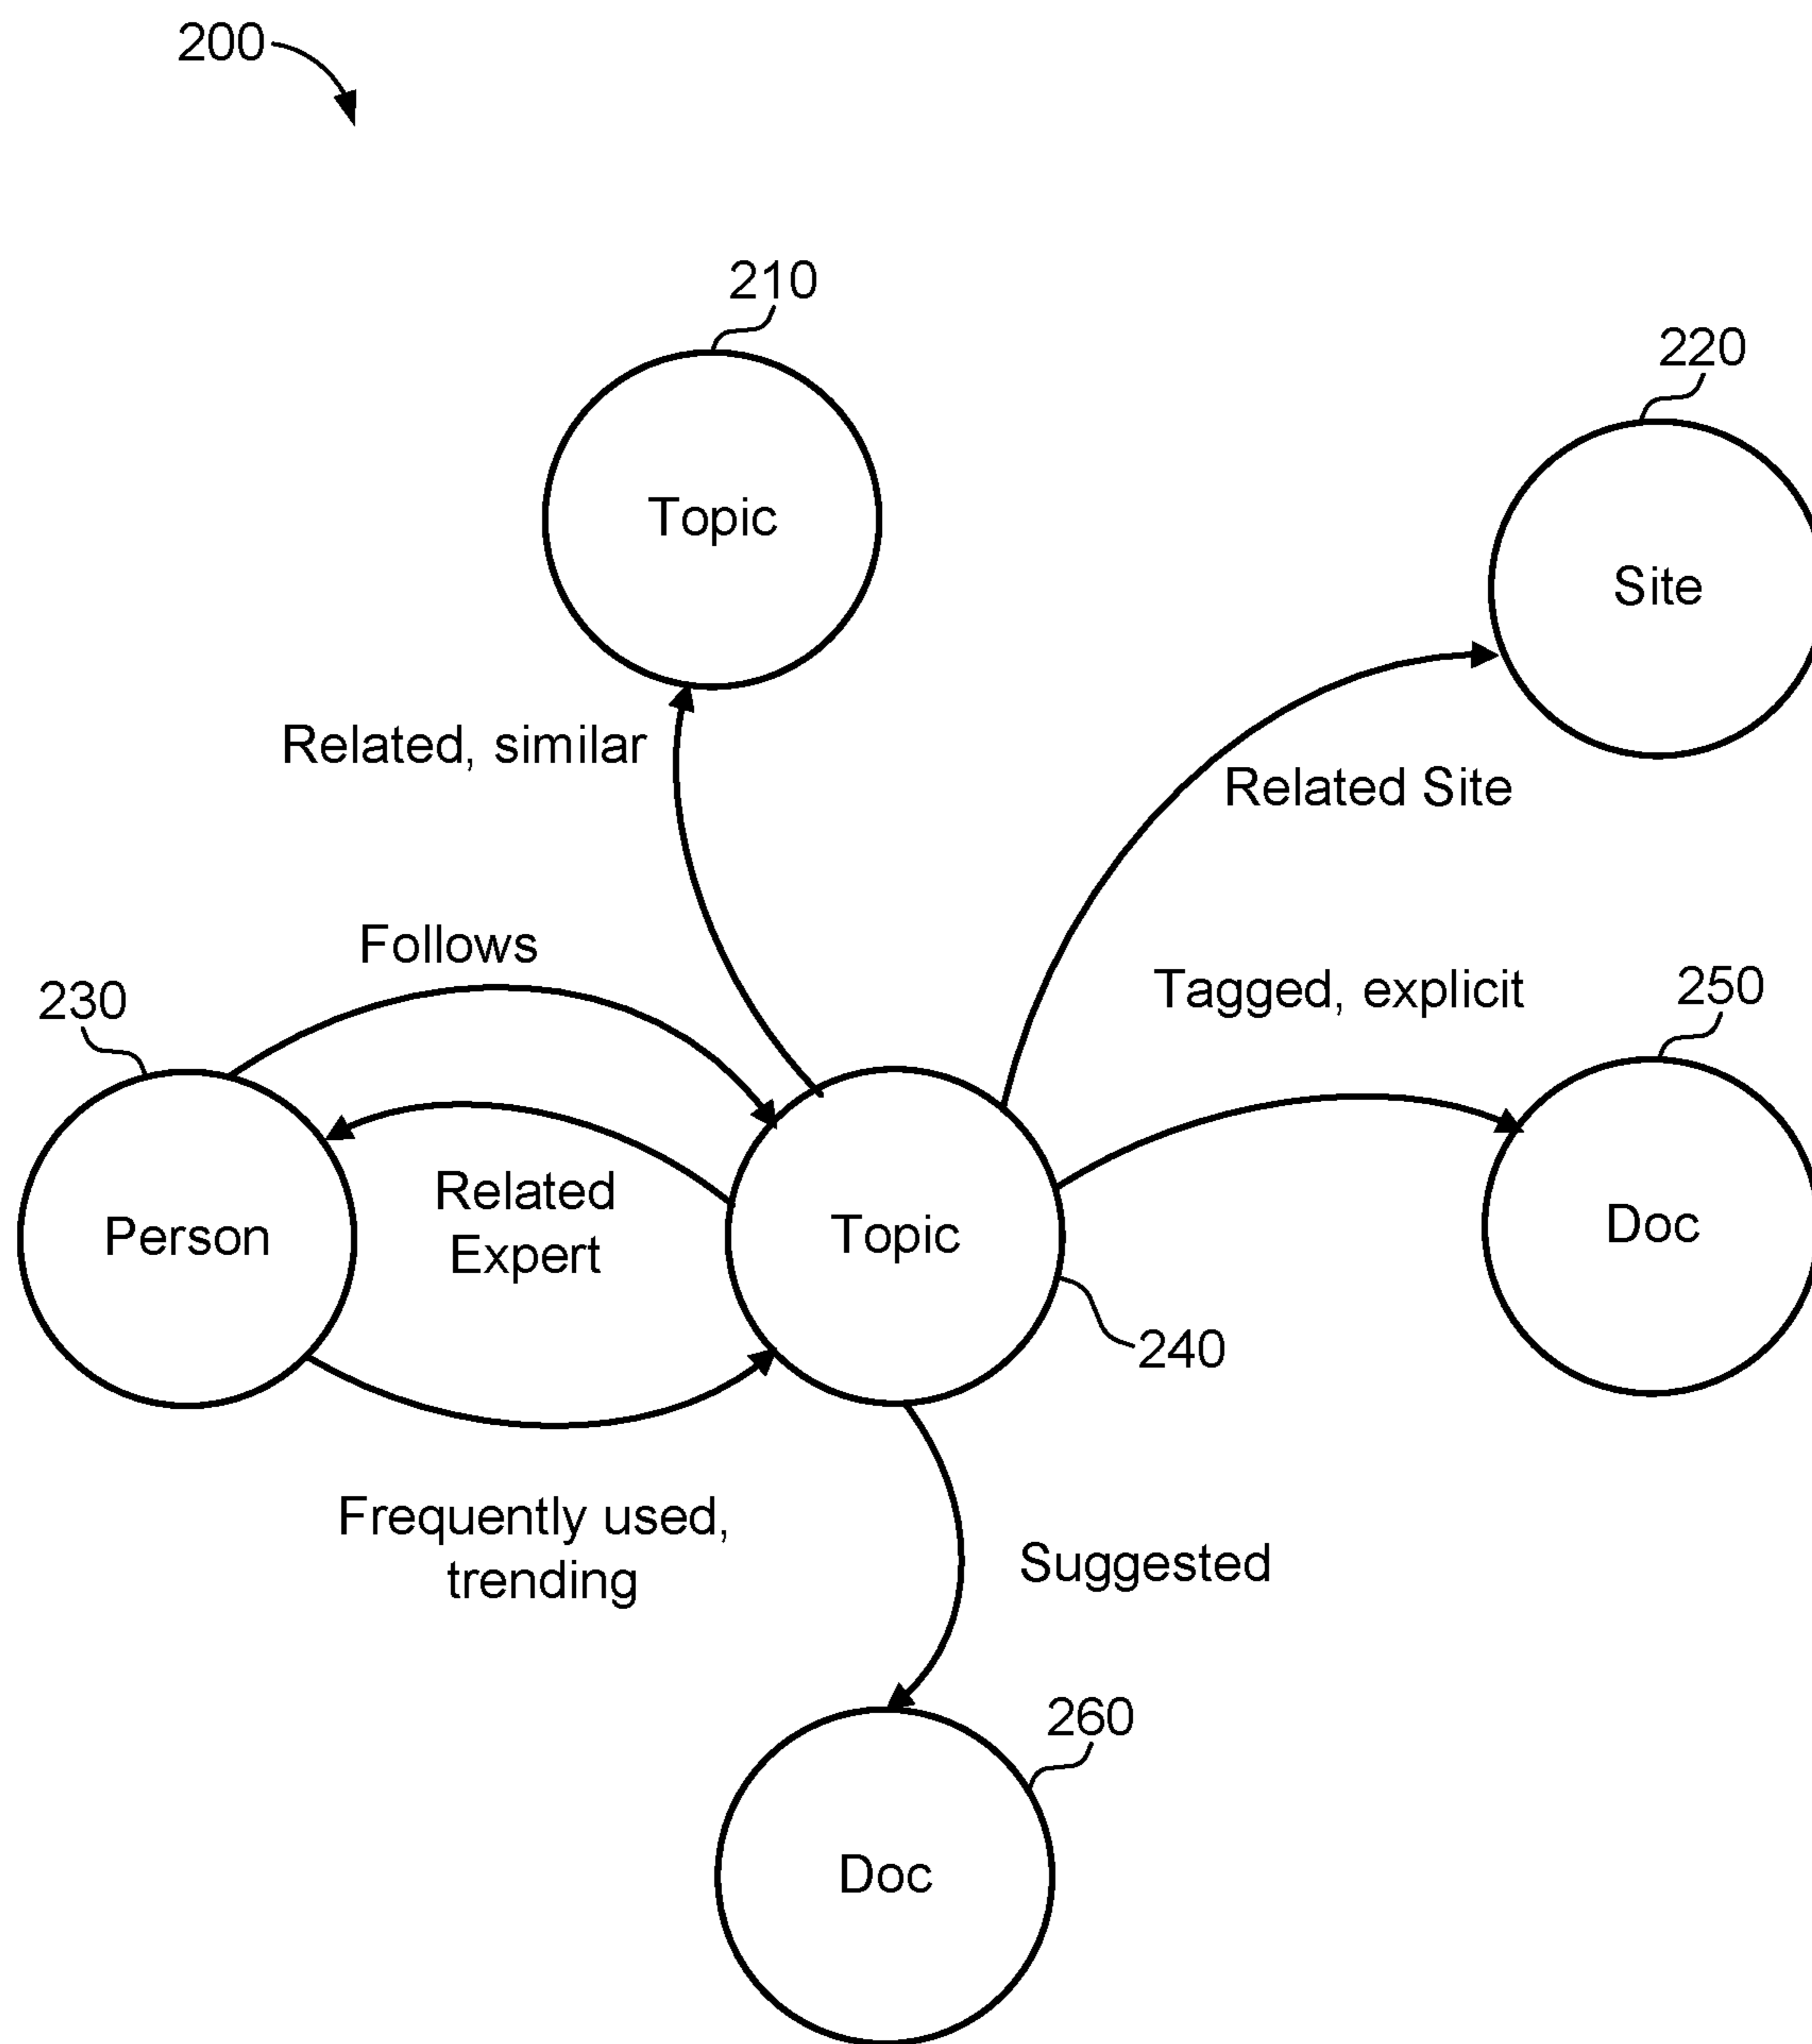 200
210
220
Topic
Site
Related, similar
Related Site
Follows
Tagged, explicit
250
230
Related
Expert
Person
Topic
Doc
240
Frequently used,
trending
Suggested
260
Doc